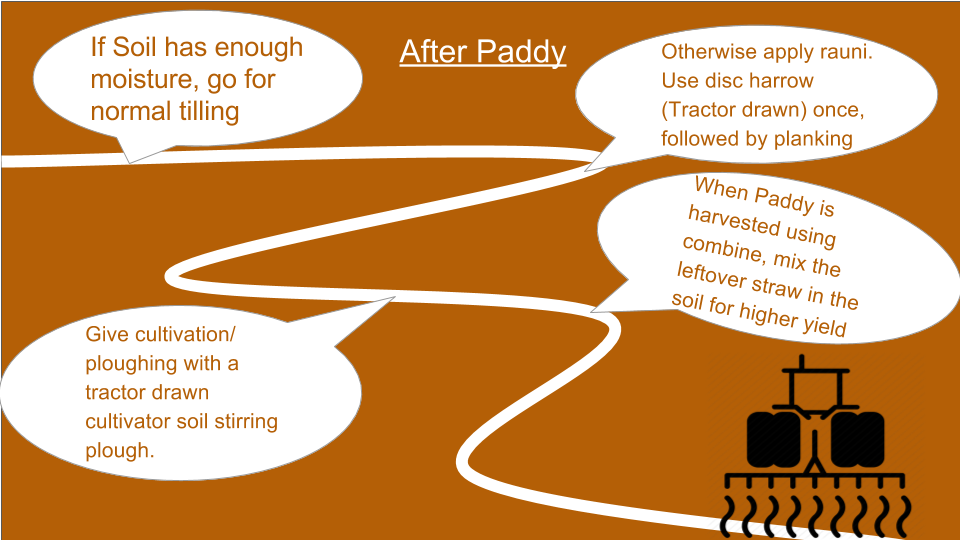 After Paddy
If Soil has enough
moisture, go for
normal tilling
Otherwise apply rauni.
Use disc harrow
(Tractor drawn) once,
followed by planking
Give cultivation/
ploughing with a
tractor drawn
cultivator soil stirring
plough.
When Paddy is
harvested using
combine, mix the
leftover straw in the
soil for higher yield